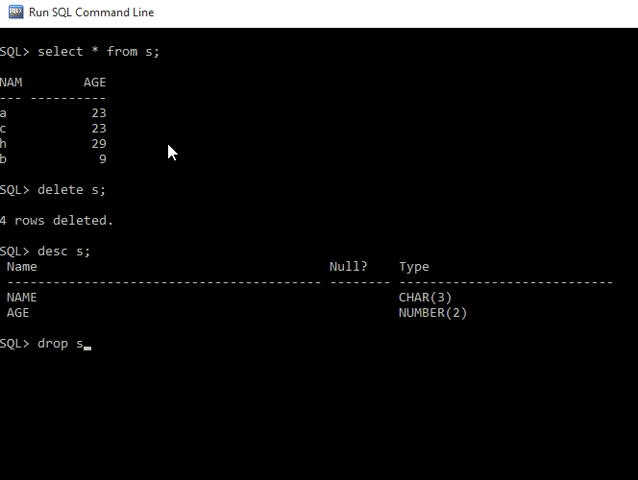 Run SQL Command Line
SQL> select * from s;
NAM AGE
--- ----------
a 23
c 23
h 29
b 9
SQL> delete s;
4 rows deleted.
SQL> desc s;
Name Null? Type
----------------------------------------- -------- ----------------------------
NAME CHAR(3)
AGE NUMBER(2)
SQL> drop s